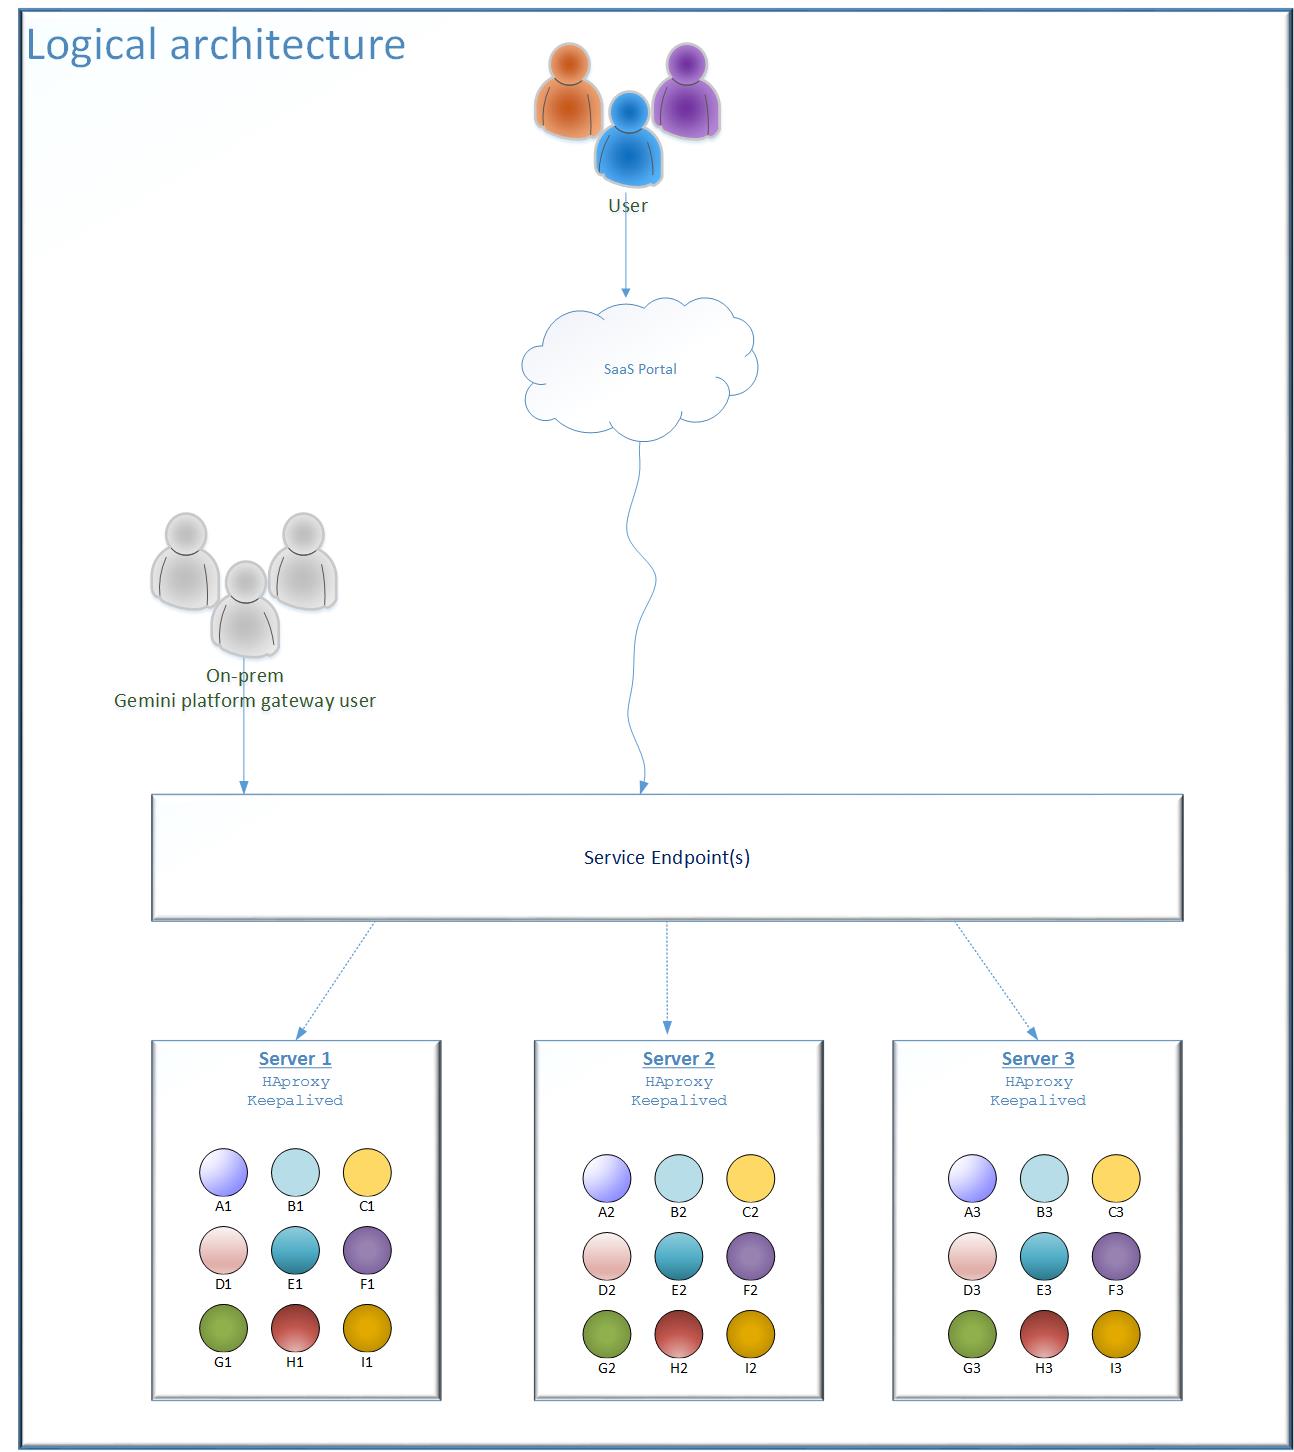 Logical architecture
User
SaaS Portal
On-prem
Gemini platform gateway user
Service Endpoint(s)
Server 1
HAproxy
Keepalived
A1 B1 C1
D1 E1 F1
G1 H1 I1
Server 2
HAproxy
Keepalived
A2 B2 C2
D2 E2 F2
G2 H2 I2
Server 3
HAproxy
Keepalived
A3 B3 C3
D3 E3 F3
G3 H3 I3